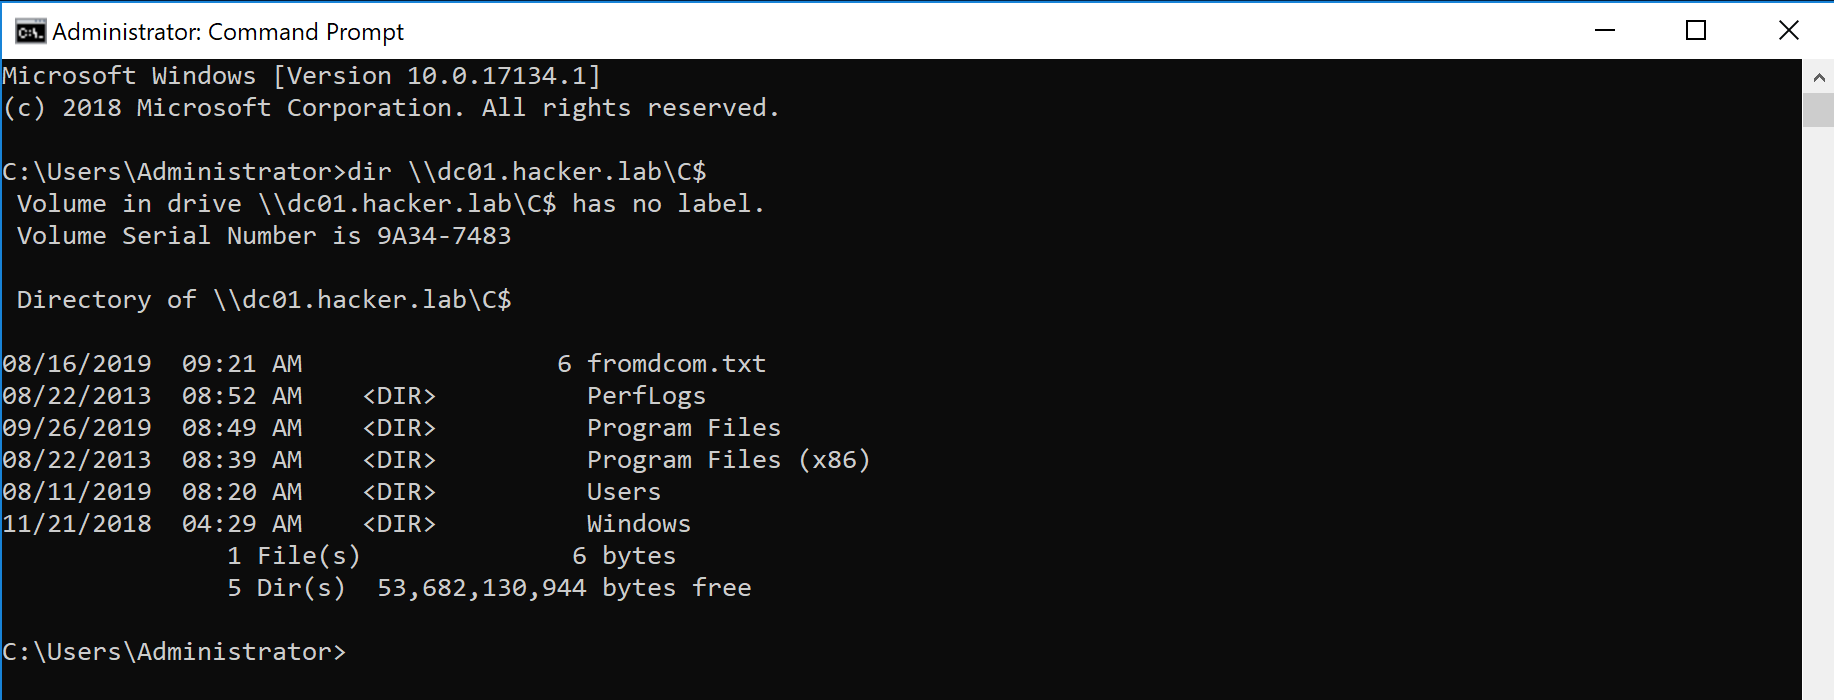 Administrator: Command Prompt
Microsoft Windows [Version 10.0.17134.1]
(c) 2018 Microsoft Corporation. All rights reserved.
C:\Users\Administrator>dir \\dc01.hacker.lab\C$
 Volume in drive \\dc01.hacker.lab\C$ has no label.
 Volume Serial Number is 9A34-7483
 Directory of \\dc01.hacker.lab\C$
08/16/2019  09:21 AM                 6 fromdcom.txt
08/22/2013  08:52 AM    <DIR>          PerfLogs
09/26/2019  08:49 AM    <DIR>          Program Files
08/22/2013  08:39 AM    <DIR>          Program Files (x86)
08/11/2019  08:20 AM    <DIR>          Users
11/21/2018  04:29 AM    <DIR>          Windows
               1 File(s)              6 bytes
               5 Dir(s)  53,682,130,944 bytes free
C:\Users\Administrator>